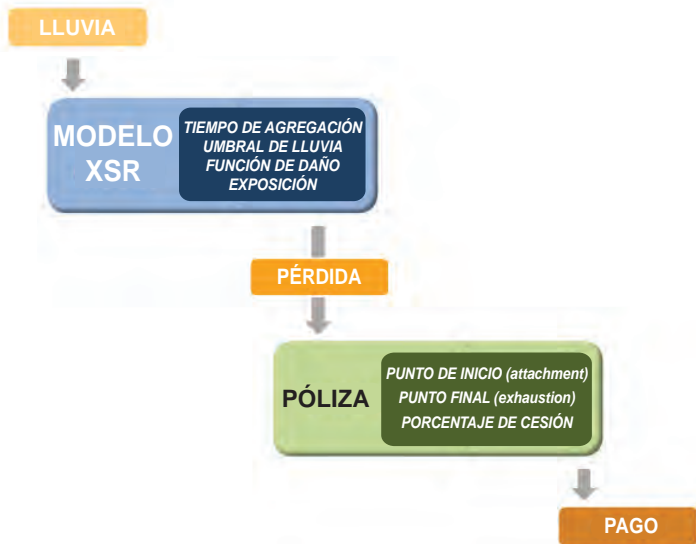 LLUVIA
MODELO
XSR
TIEMPO DE AGREGACIÓN
UMBRAL DE LLUVIA
FUNCIÓN DE DAÑO
EXPOSICIÓN
PÉRDIDA
PÓLIZA
PUNTO DE INICIO (attachment)
PUNTO FINAL (exhaustion)
PORCENTAJE DE CESIÓN
PAGO